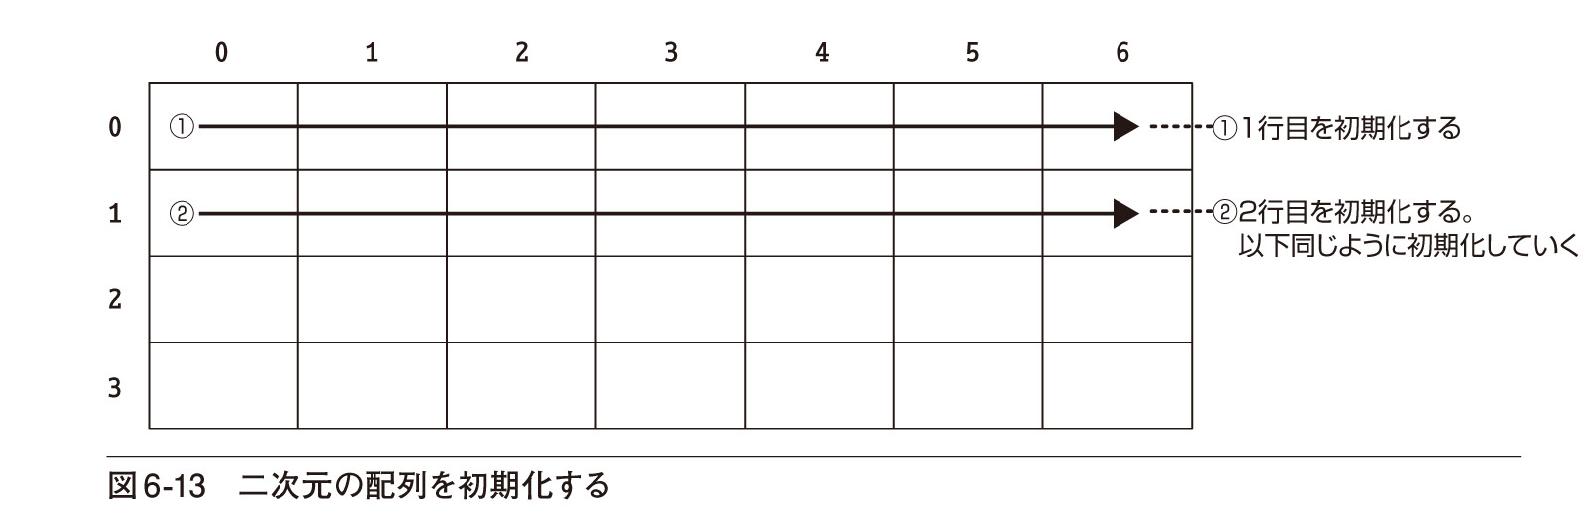 0 1 2 3 4 5 6
0 ① ①1行目を初期化する
1 ② ②2行目を初期化する。
以下同じように初期化していく
2
3
図6-13 二次元の配列を初期化する